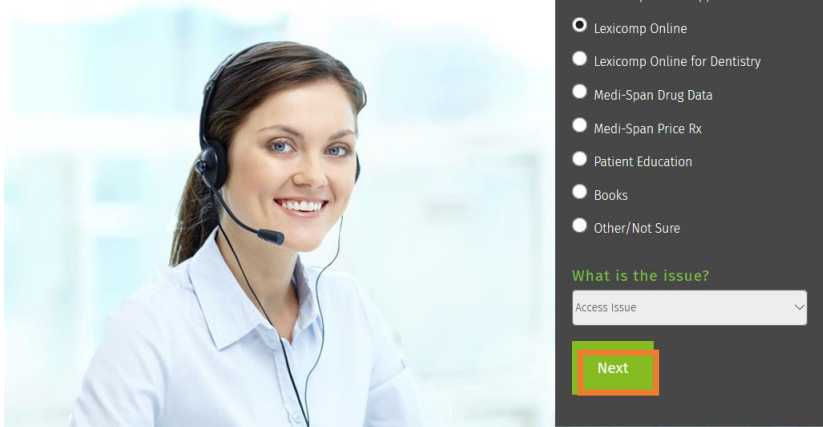 Lexicomp Online
Lexicomp Online for Dentistry
Medi-Span Drug Data
Medi-Span Price Rx
Patient Education
Books
Other/Not Sure
What is the issue?
Access Issue
Next